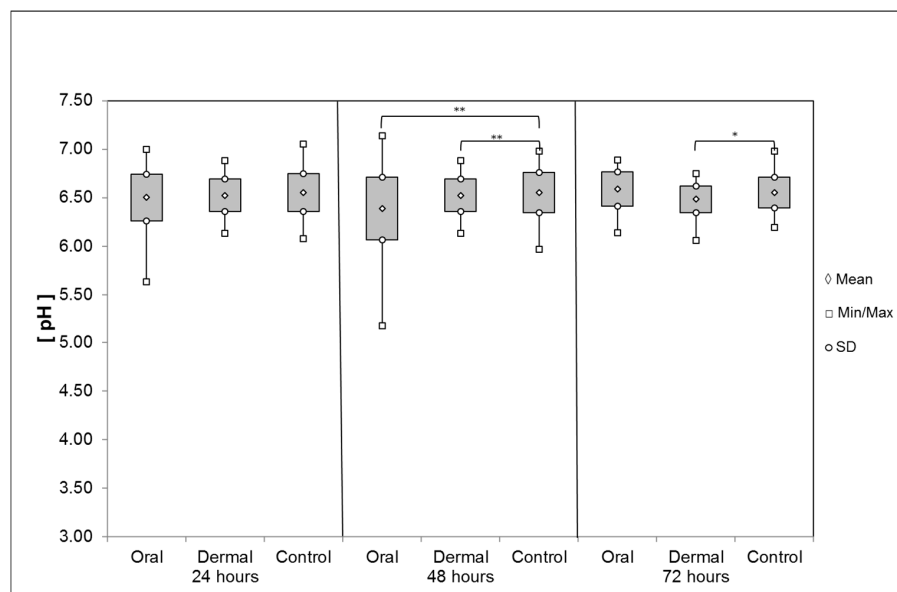 7.50
7.00
6.50
6.00
5.50
5.00
4.50
4.00
3.50
3.00
[ pH ]
**
**
*
Mean
Min/Max
SD
Oral Dermal Control Oral Dermal Control Oral Dermal Control
24 hours 48 hours 72 hours